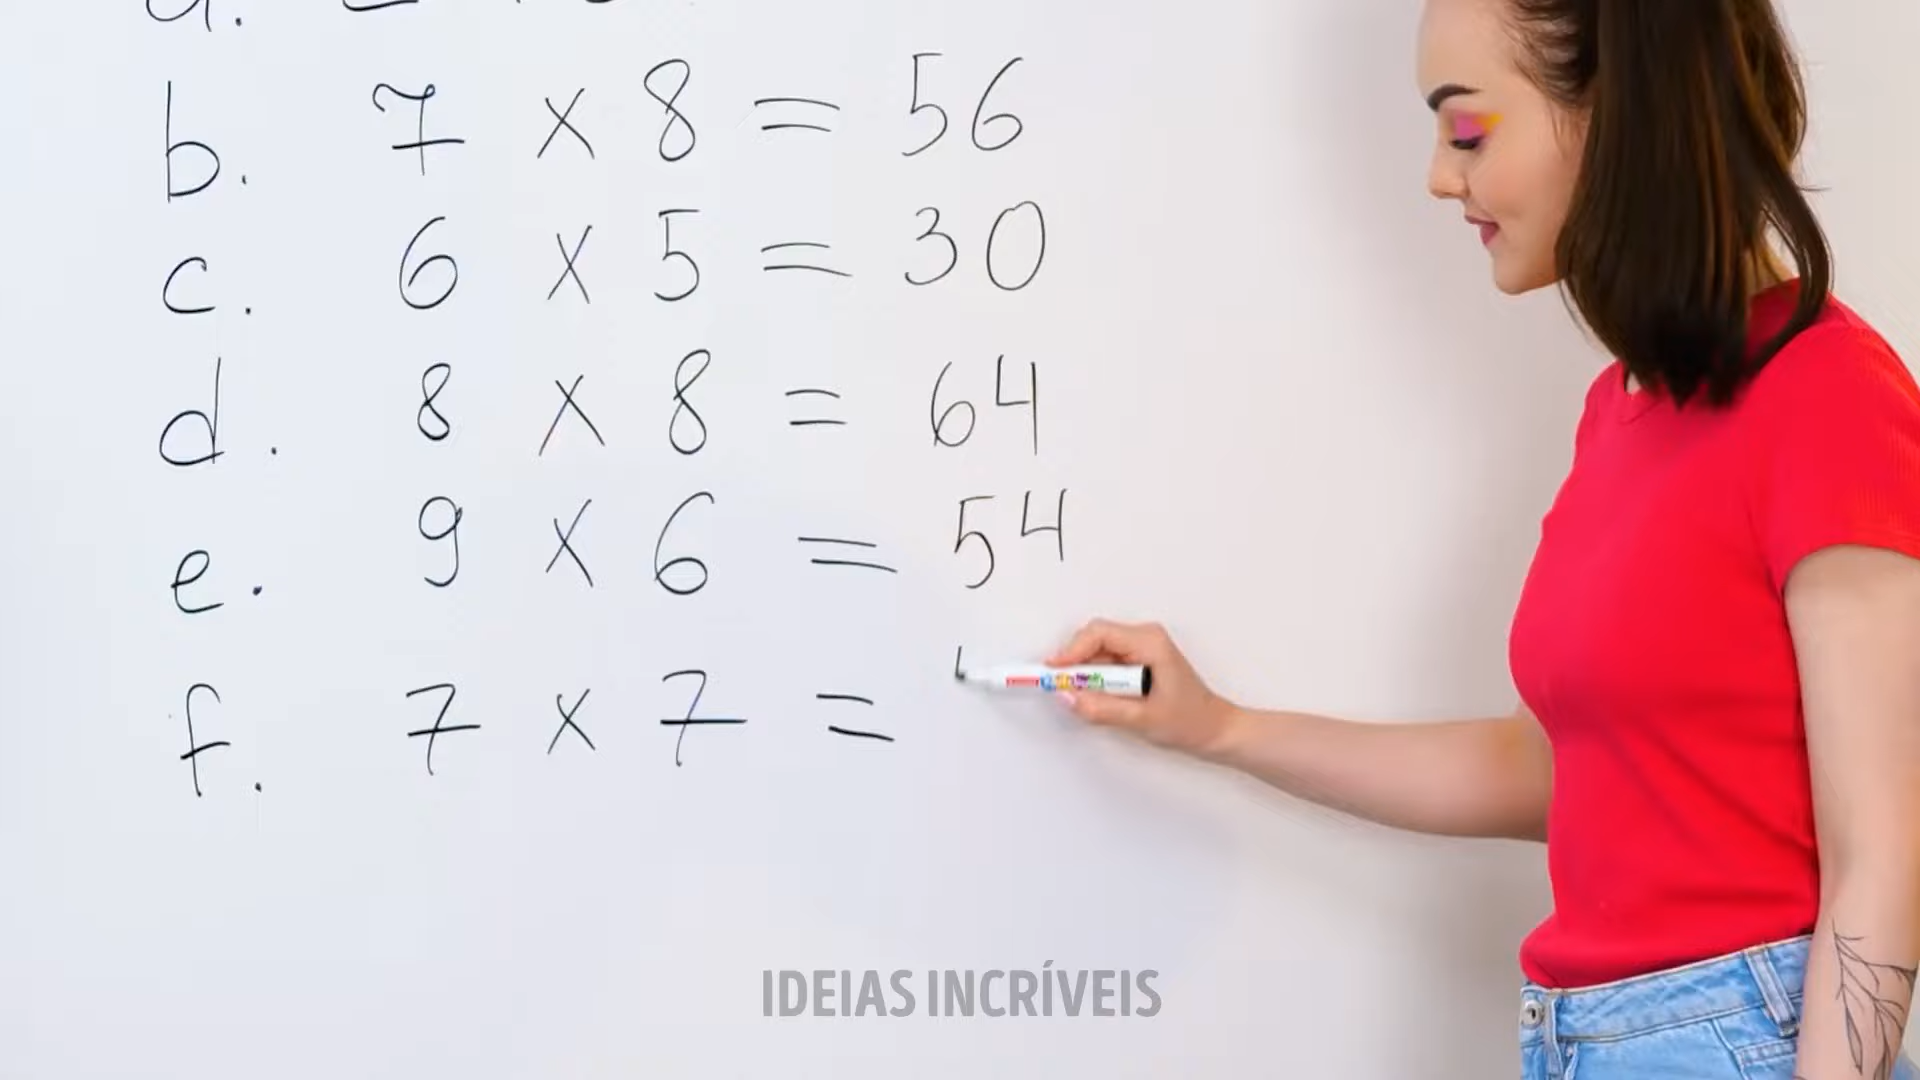 b. 7 x 8 = 56
c. 6 x 5 = 30
d. 8 x 8 = 64
e. 9 x 6 = 54
f. 7 x 7 =
IDEIAS INCRÍVEIS